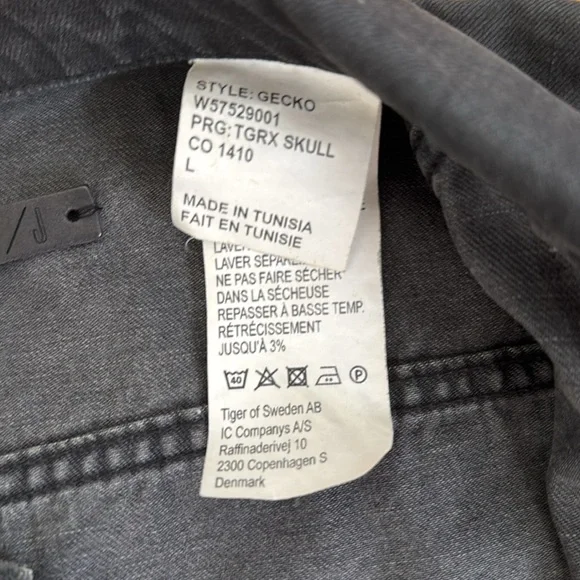 STYLE: GECKO
W57529001
PRG: TGRX SKULL
CO 1410
L
MADE IN TUNISIA
FAIT EN TUNISIE
/J
LAVER
NE PAS FAIRE SÉCHER
DANS LA SÉCHEUSE
REPASSER À BASSE TEMP.
RÉTRÉCISSEMENT
JUSQU'À 3%
40
P
Tiger of Sweden AB
IC Companys A/S
Raffinaderivej 10
2300 Copenhagen S
Denmark